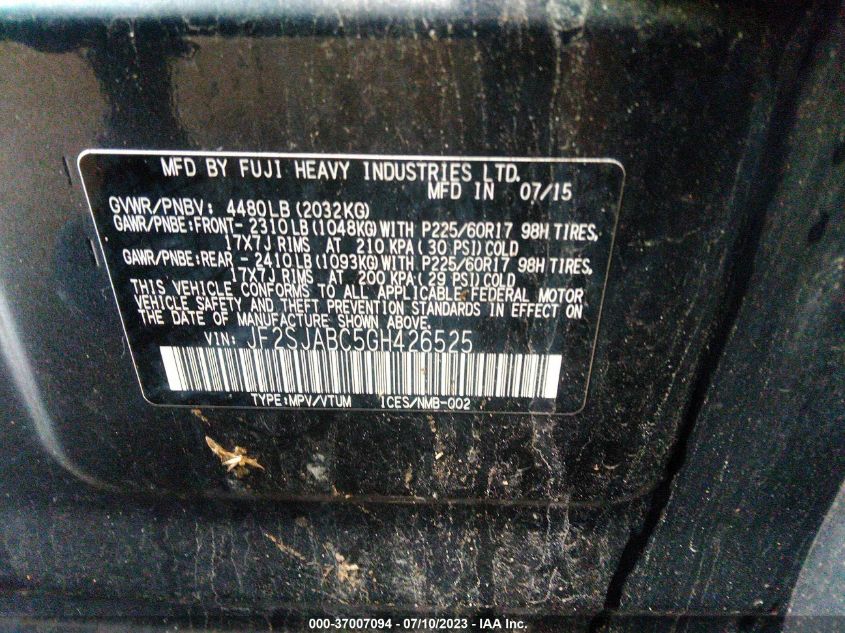 MFD BY FUJI HEAVY INDUSTRIES LTD.
MFD IN 07/15
GVWR/PNBV: 4480LB (2032KG)
GAWR/PNBE:FRONT- 2310LB (1048KG) WITH P225/60R17 98H TIRES,
17X7J RIMS AT 210 KPA (30 PSI) COLD
GAWR/PNBE:REAR - 2410LB (1093KG) WITH P225/60R17 98H TIRES,
17X7J RIMS AT 200 KPA (29 PSI) COLD
THIS VEHICLE CONFORMS TO ALL APPLICABLE FEDERAL MOTOR
VEHICLE SAFETY AND THEFT PREVENTION STANDARDS IN EFFECT ON
THE DATE OF MANUFACTURE SHOWN ABOVE.
VIN: JF2SJABC5GH426525
TYPE:MPV/VTUM 1CES/NMB-002
000-37007094 - 07/10/2023 - IAA Inc.